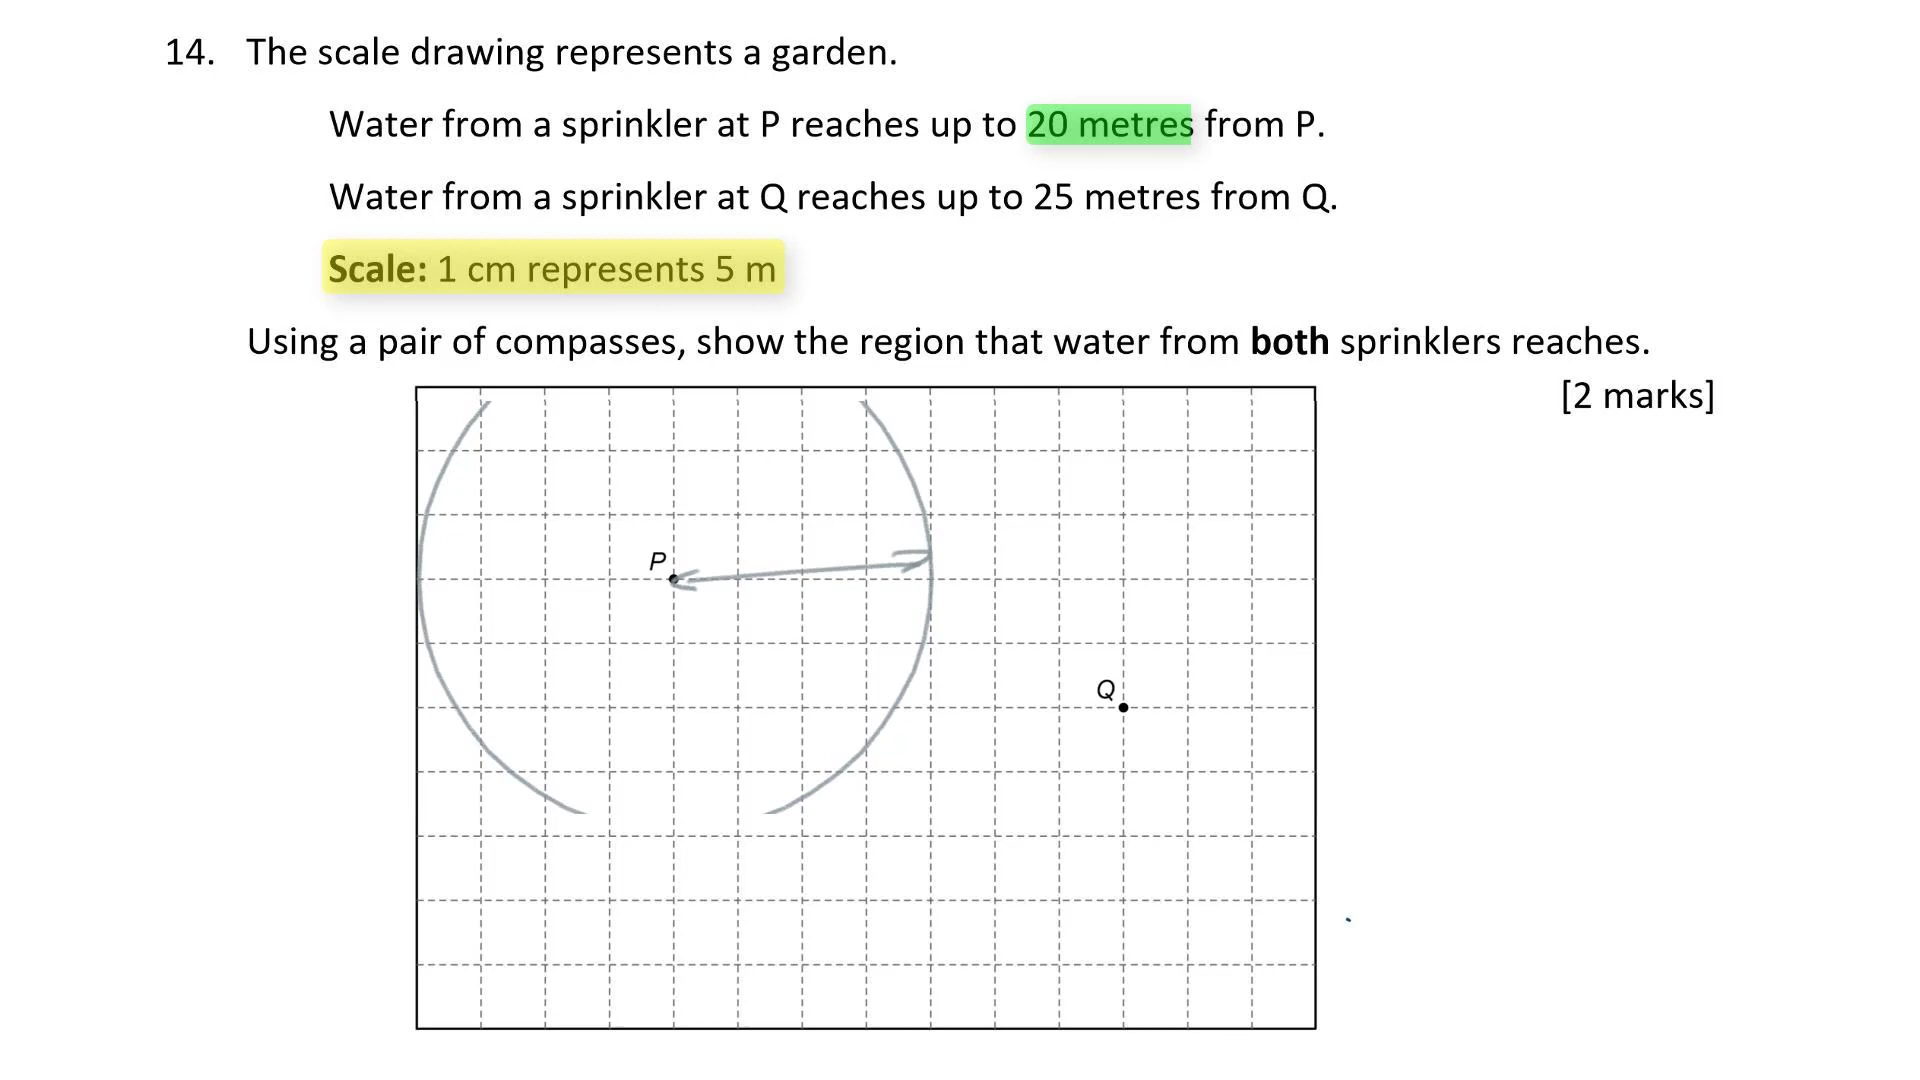 14. The scale drawing represents a garden.
Water from a sprinkler at P reaches up to 20 metres from P.
Water from a sprinkler at Q reaches up to 25 metres from Q.
Scale: 1 cm represents 5 m
Using a pair of compasses, show the region that water from both sprinklers reaches.
[2 marks]
P
Q